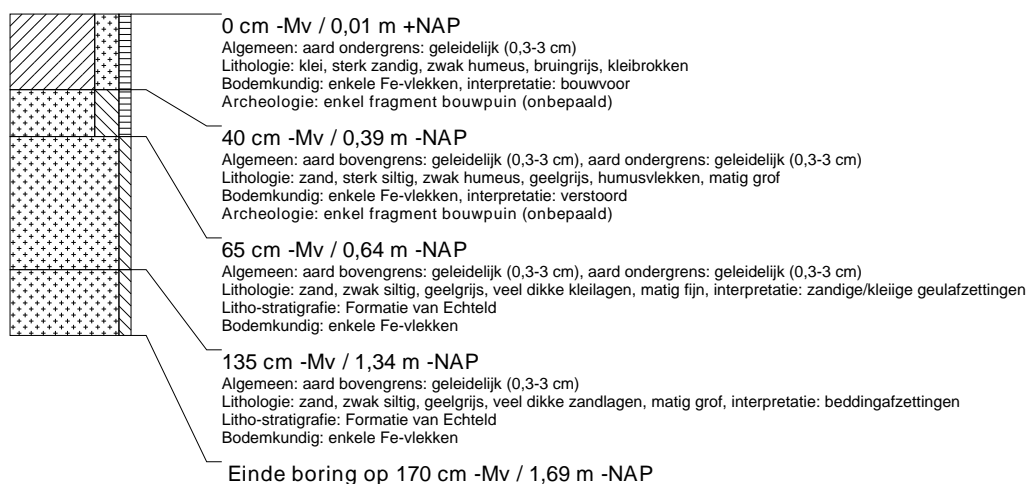 0 cm -Mv / 0,01 m +NAP
Algemeen: aard ondergrens: geleidelijk (0,3-3 cm)
Lithologie: klei, sterk zandig, zwak humeus, bruingrijs, kleibrokken
Bodemkundig: enkele Fe-vlekken, interpretatie: bouwvoor
Archeologie: enkel fragment bouwpuin (onbepaald)
40 cm -Mv / 0,39 m -NAP
Algemeen: aard bovengrens: geleidelijk (0,3-3 cm), aard ondergrens: geleidelijk (0,3-3 cm)
Lithologie: zand, sterk siltig, zwak humeus, geelgrijs, humusvlekken, matig grof
Bodemkundig: enkele Fe-vlekken, interpretatie: verstoord
Archeologie: enkel fragment bouwpuin (onbepaald)
65 cm -Mv / 0,64 m -NAP
Algemeen: aard bovengrens: geleidelijk (0,3-3 cm), aard ondergrens: geleidelijk (0,3-3 cm)
Lithologie: zand, zwak siltig, geelgrijs, veel dikke kleilagen, matig fijn, interpretatie: zandige/kleiige geulafzettingen
Litho-stratigrafie: Formatie van Echteld
Bodemkundig: enkele Fe-vlekken
135 cm -Mv / 1,34 m -NAP
Algemeen: aard bovengrens: geleidelijk (0,3-3 cm)
Lithologie: zand, zwak siltig, geelgrijs, veel dikke zandlagen, matig grof, interpretatie: beddingafzettingen
Litho-stratigrafie: Formatie van Echteld
Bodemkundig: enkele Fe-vlekken
Einde boring op 170 cm -Mv / 1,69 m -NAP